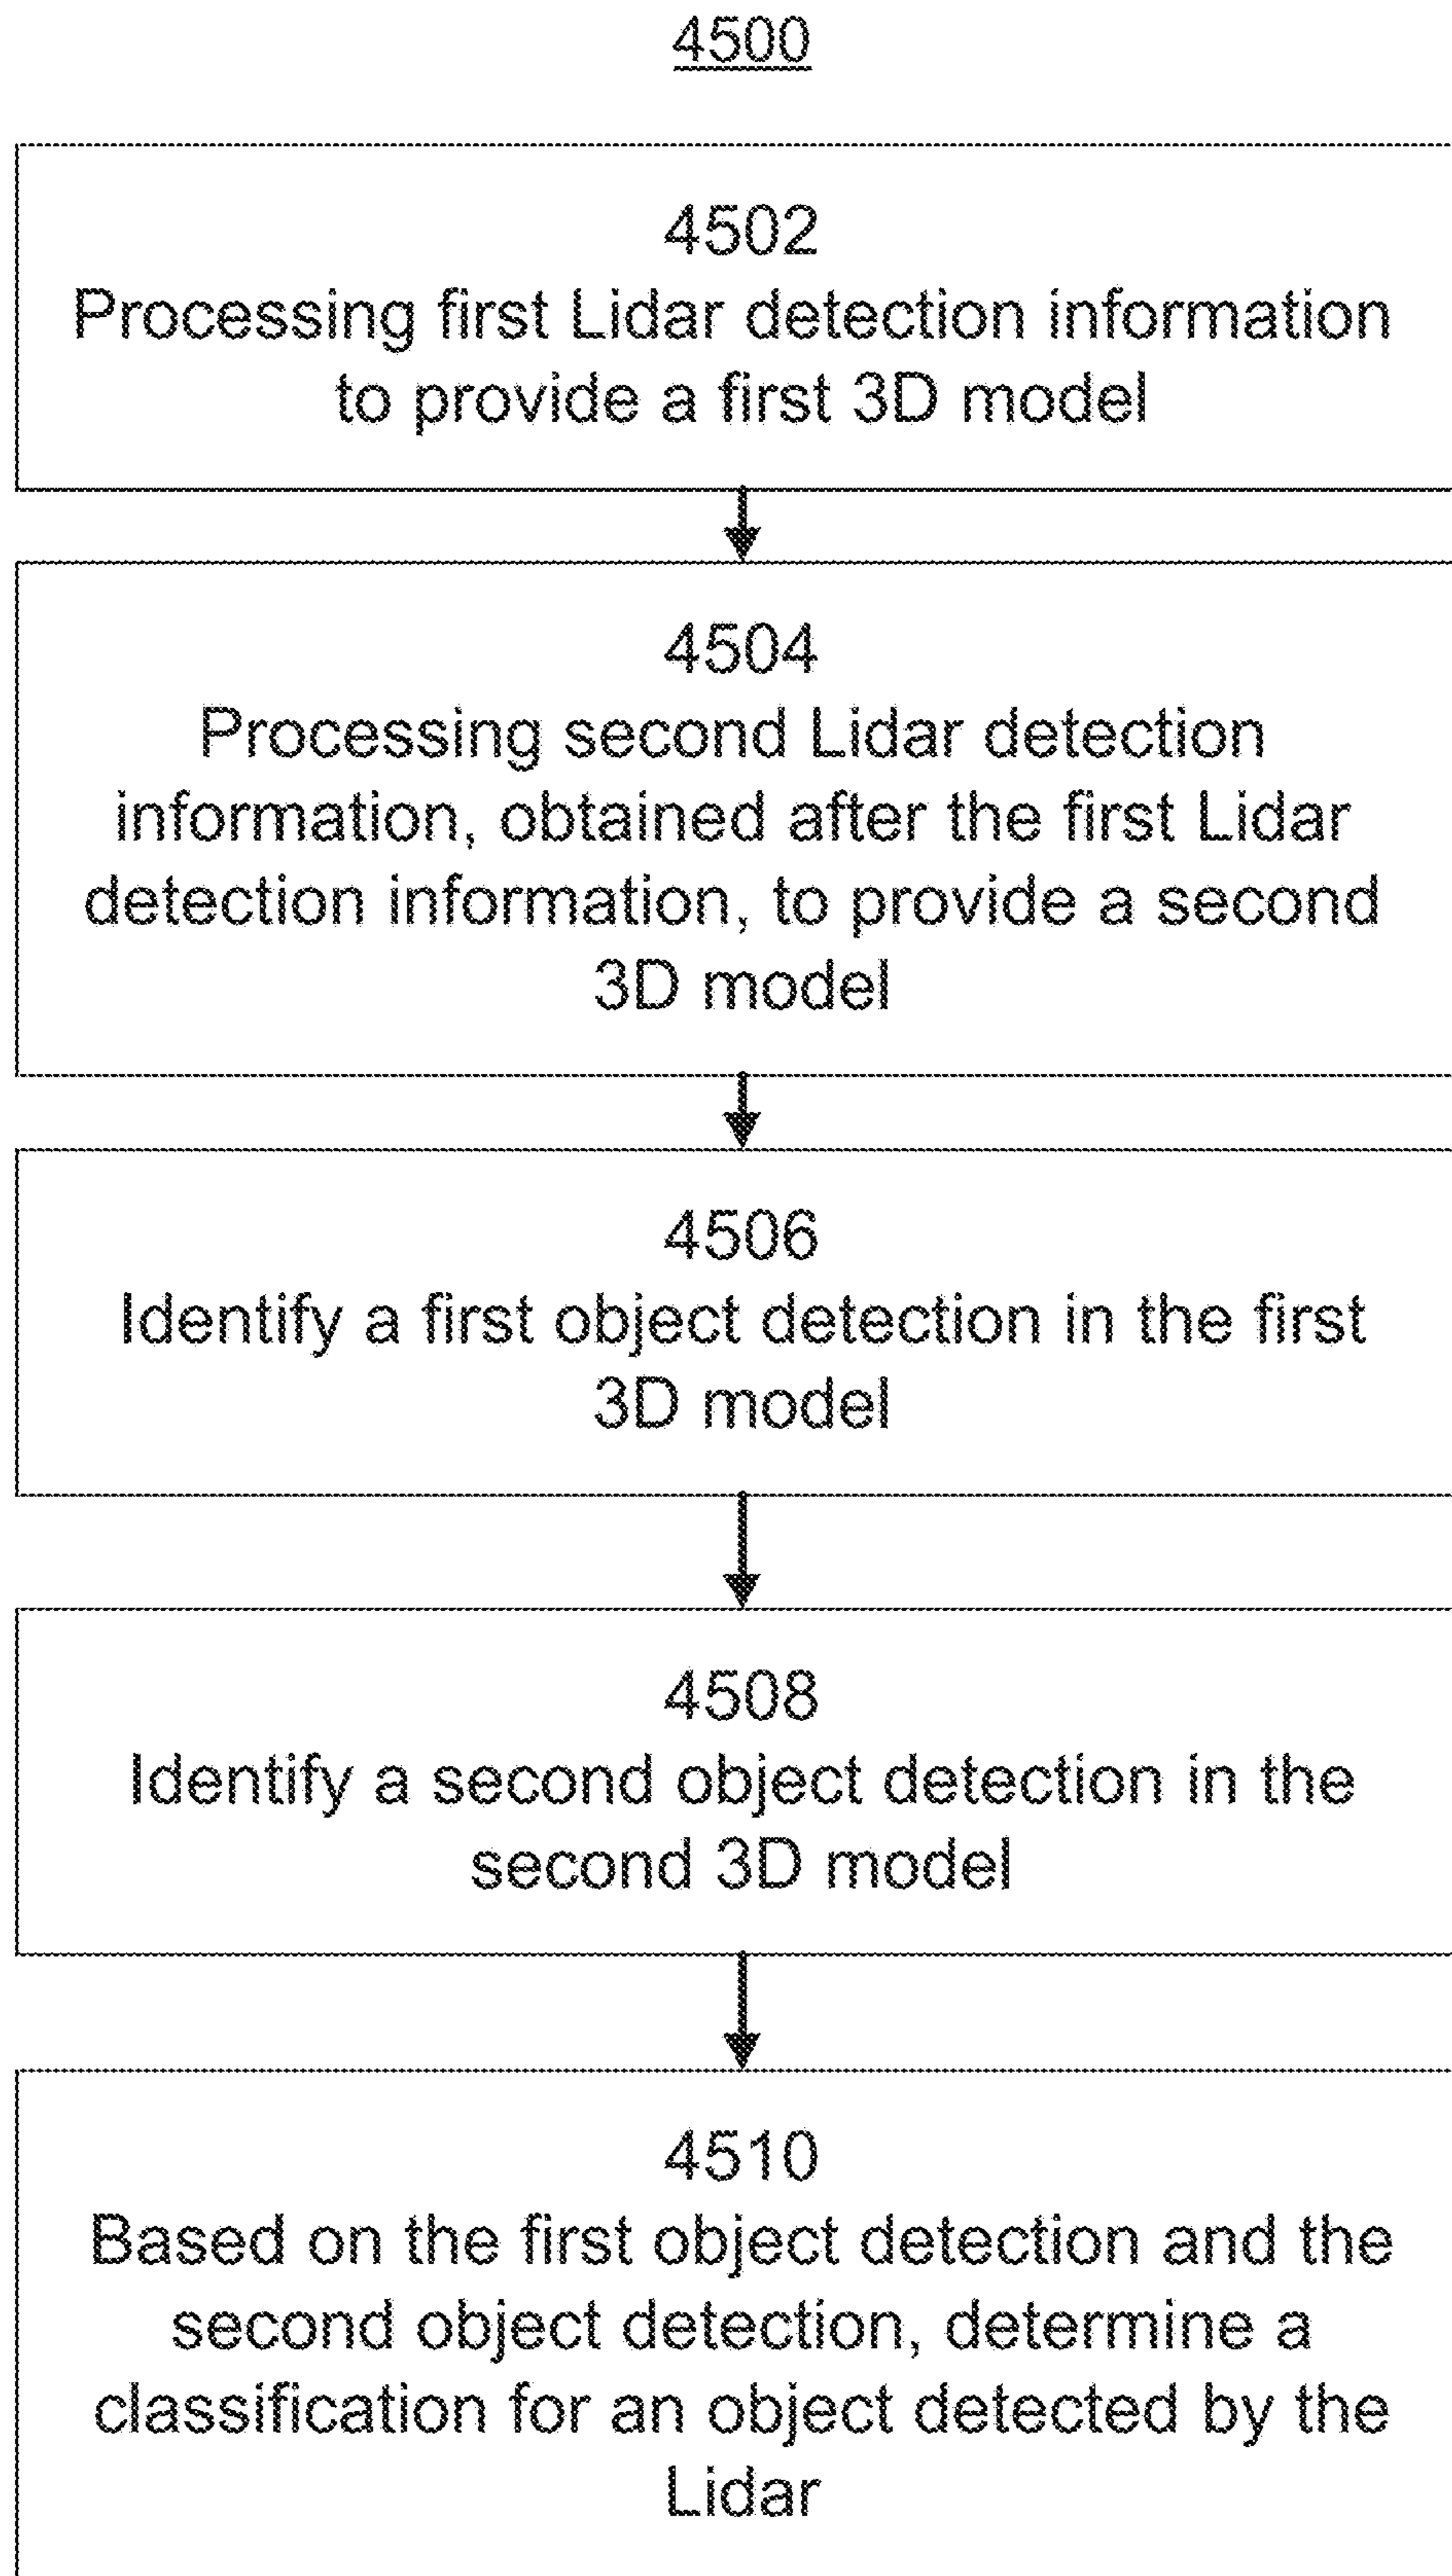 4500
4502
Processing first Lidar detection information
to provide a first 3D model
4504
Processing second Lidar detection
information, obtained after the first Lidar
detection information, to provide a second
3D model
4506
Identify a first object detection in the first
3D model
4508
Identify a second object detection in the
second 3D model
4510
Based on the first object detection and the
second object detection, determine a
classification for an object detected by the
Lidar